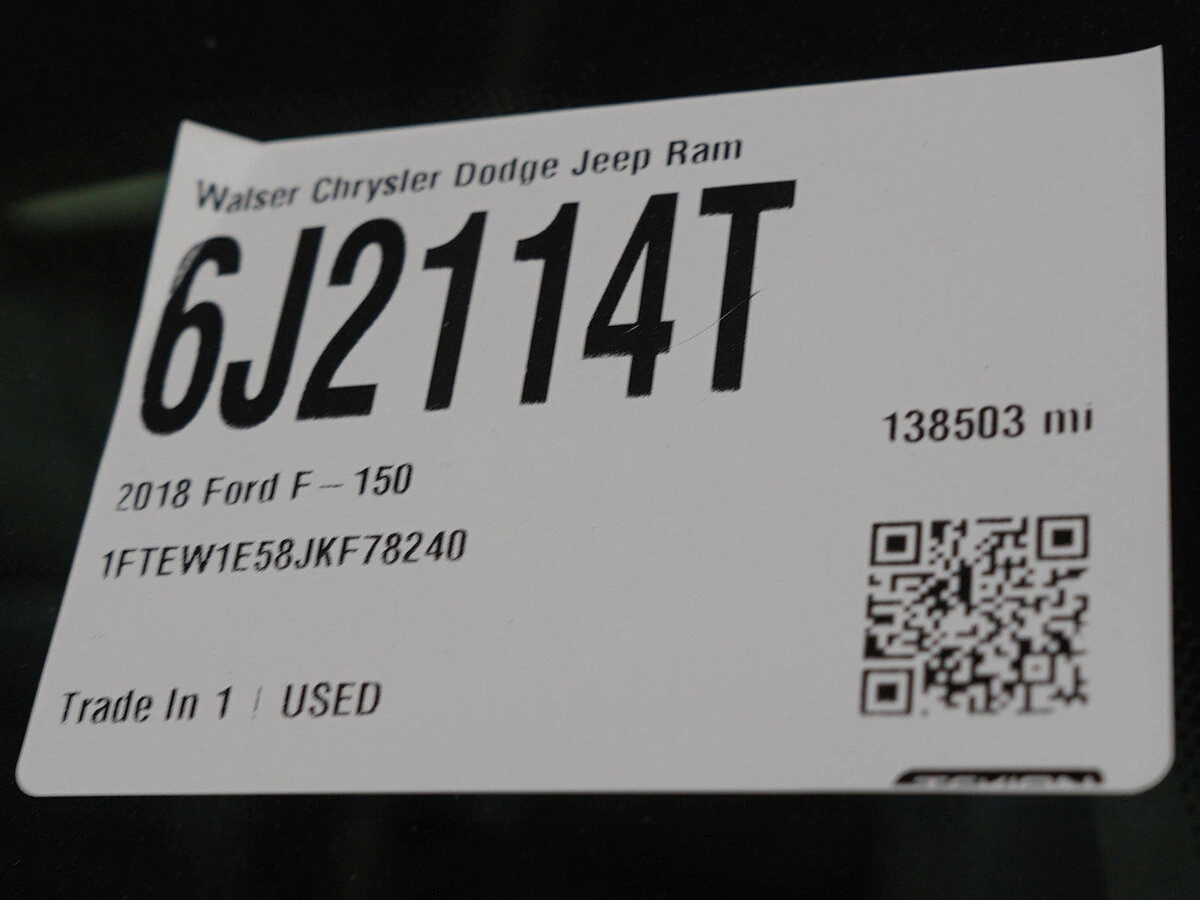 Walser Chrysler Dodge Jeep Ram
6J2114T
138503 mi
2018 Ford F - 150
1FTEW1E58JKF78240
Trade In 1 | USED